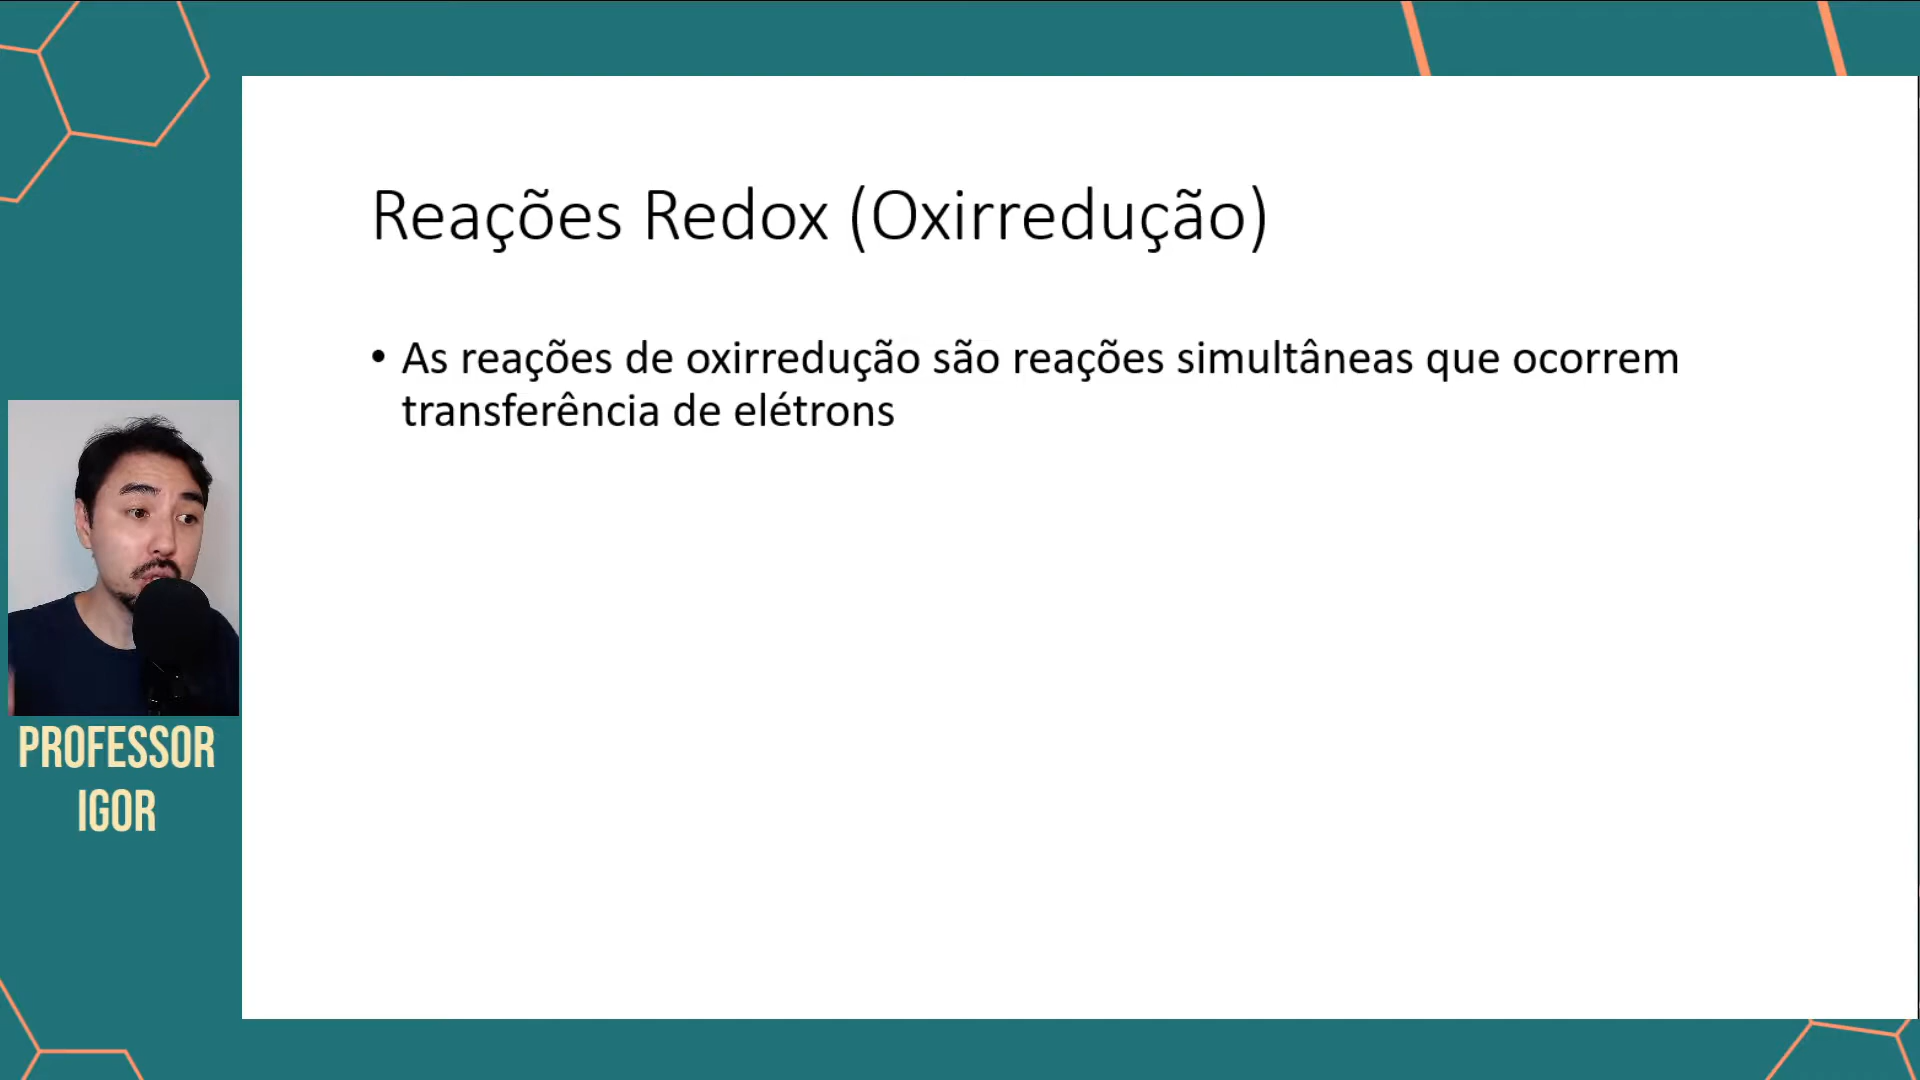 Reações Redox (Oxirredução)
• As reações de oxirredução são reações simultâneas que ocorrem
transferência de elétrons
PROFESSOR
IGOR